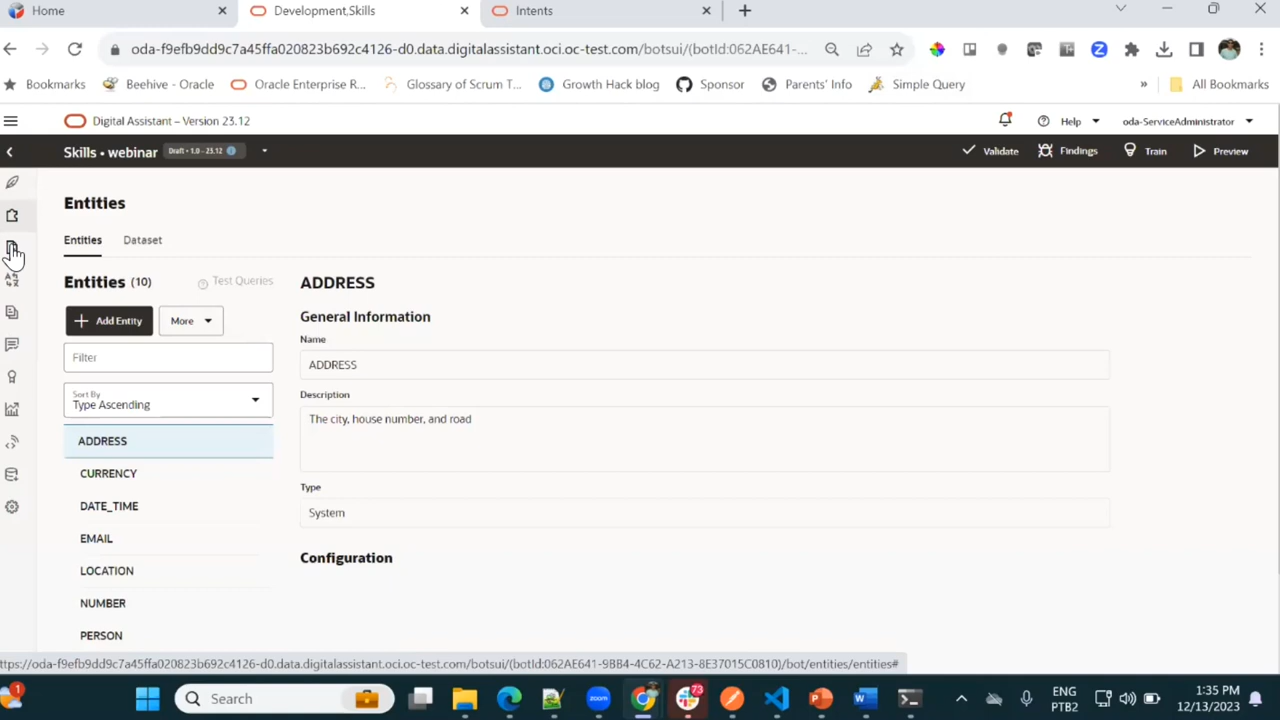 Home
Development,Skills
Intents
oda-f9efb9dd9c7a45ffa020823b692c4126-d0.data.digitalassistant.oci.oc-test.com/botsui/(botId:062AE641-...
Bookmarks
Beehive - Oracle
Oracle Enterprise R...
Glossary of Scrum T...
Growth Hack blog
Sponsor
Parents' Info
Simple Query
»
All Bookmarks
Digital Assistant – Version 23.12
Help
oda-ServiceAdministrator
Skills • webinar
Draft • 1.0 - 23.12
Validate
Findings
Train
Preview
Entities
Entities
Dataset
Entities (10)
Test Queries
+ Add Entity
More
Filter
Sort By
Type Ascending
ADDRESS
CURRENCY
DATE_TIME
EMAIL
LOCATION
NUMBER
PERSON
ADDRESS
General Information
Name
ADDRESS
Description
The city, house number, and road
Type
System
Configuration
ttps://oda-f9efb9dd9c7a45ffa020823b692c4126-d0.data.digitalassistant.oci.oc-test.com/botsui/(botId:062AE641-9BB4-4C62-A213-8E37015C0810)/bot/entities/entities#
1
Search
zoom
73
ENG
PTB2
1:35 PM
12/13/2023